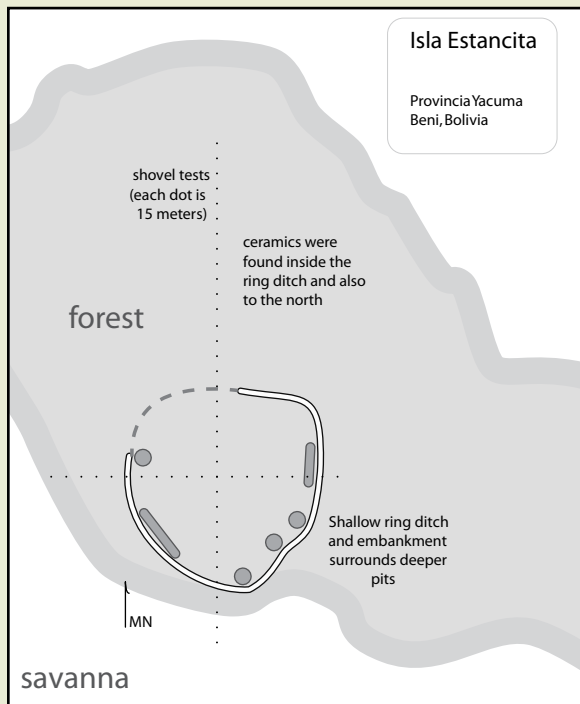 Isla Estancita
Provincia Yacuma
Beni, Bolivia
shovel tests
(each dot is
15 meters)
ceramics were
found inside the
ring ditch and also
to the north
forest
Shallow ring ditch
and embankment
surrounds deeper
pits
MN
savanna